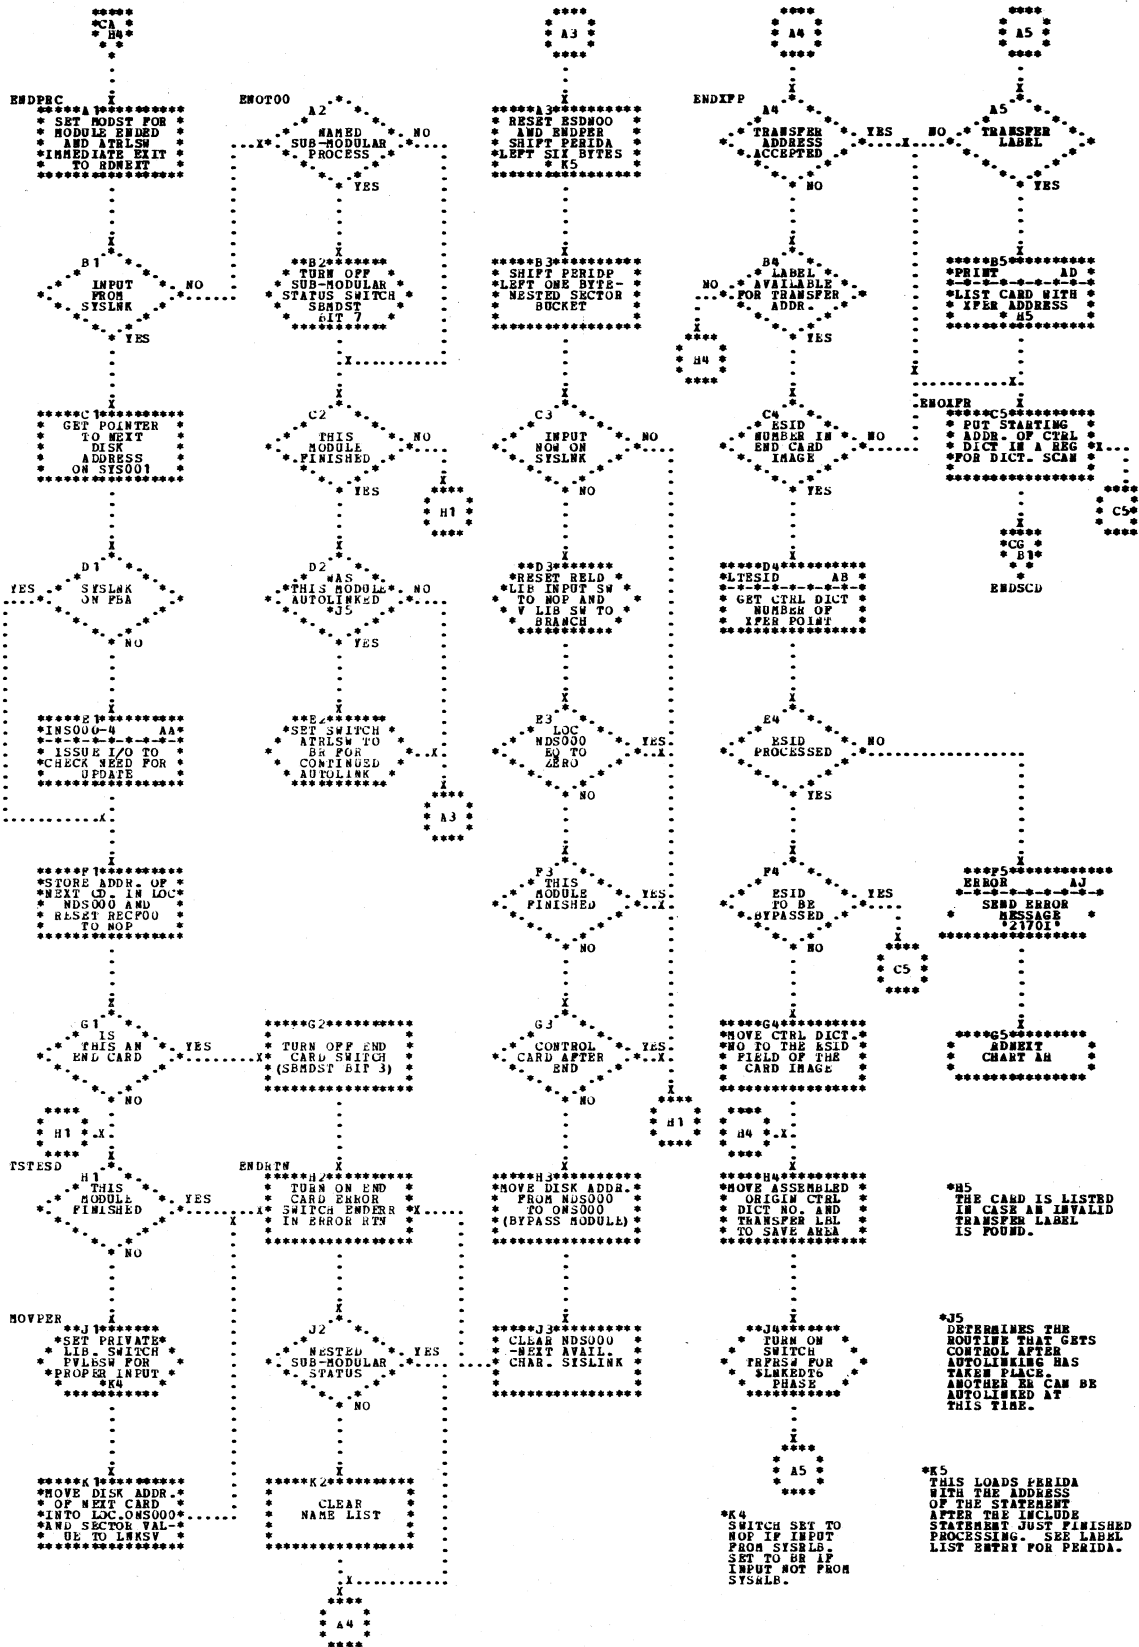 CA
H4
A3
A4
A5
ENDPRC
A1
SET MODST FOR
MODULE ENDED
AND ATRLSW
IMMEDIATE EXIT
TO RDNEXT
B1
INPUT
FROM
SYSLNK
NO
YES
C1
GET POINTER
TO NEXT
DISK
ADDRESS
ON SYS001
D1
SYSLNK
ON FBA
YES
NO
E1
*INS000-4 AA*
ISSUE I/O TO
CHECK NEED FOR
UPDATE
F1
STORE ADDR. OF
NEXT CD. IN LOC
NDS000 AND
RESET RECF00
TO NOP
G1
IS
THIS AN
END CARD
YES
NO
H1
TSTESD
H1
THIS
MODULE
FINISHED
YES
NO
MOVPER
J1
SET PRIVATE
LIB. SWITCH
PVLBSW FOR
PROPER INPUT
*K4
K1
MOVE DISK ADDR.
OF NEXT CARD
INTO LOC.ONS000
AND SECTOR VAL-
UE TO LNKSV
ENOT00
A2
NAMED
SUB-MODULAR
PROCESS
NO
YES
B2
TURN OFF
SUB-MODULAR
STATUS SWITCH
SBMDST
BIT 7
C2
THIS
MODULE
FINISHED
NO
YES
H1
D2
WAS
THIS MODULE
AUTOLINKED
*J5
NO
YES
E2
SET SWITCH
ATRLSW TO
BR FOR
CONTINUED
AUTOLINK
A3
G2
TURN OFF END
CARD SWITCH
(SBMDST BIT 3)
ENDRTN
H2
TURN ON END
CARD ERROR
SWITCH ENDERR
IN ERROR RTN
J2
NESTED
SUB-MODULAR
STATUS
YES
NO
K2
CLEAR
NAME LIST
A4
A3
RESET ESDN00
AND ENDPER
SHIFT PERIDA
LEFT SIX BYTES
* K5
B3
SHIFT PERIDP
LEFT ONE BYTE-
NESTED SECTOR
BUCKET
C3
INPUT
NOW ON
SYSLNK
NO
NO
D3
RESET RELD
LIB INPUT SW
TO NOP AND
V LIB SW TO
BRANCH
E3
LOC
NDS000
EQ TO
ZERO
YES
NO
F3
THIS
MODULE
FINISHED
YES
NO
G3
CONTROL
CARD AFTER
END
YES
NO
H1
H3
MOVE DISK ADDR.
FROM NDS000
TO ONS000
(BYPASS MODULE)
J3
CLEAR NDS000
-NEXT AVAIL.
CHAR. SYSLINK
ENDXFP
A4
TRANSFER
ADDRESS
ACCEPTED
YES
NO
B4
LABEL
AVAILABLE
FOR TRANSFER
ADDR.
NO
YES
H4
C4
ESID
NUMBER IN
END CARD
IMAGE
NO
YES
D4
*LTESID AB *
GET CTRL DICT
NUMBER OF
XFER POINT
E4
ESID
PROCESSED
NO
YES
F4
ESID
TO BE
BYPASSED
YES
NO
C5
G4
MOVE CTRL DICT.
NO TO THE ESID
FIELD OF THE
CARD IMAGE
H4
H4
MOVE ASSEMBLED
ORIGIN CTRL
DICT NO. AND
TRANSFER LBL
TO SAVE AREA
J4
TURN ON
SWITCH
TRFRSW FOR
$LNKEDT6
PHASE
A5
*K4
SWITCH SET TO
NOP IF INPUT
FROM SYSRLB.
SET TO BR IF
INPUT NOT FROM
SYSRLB.
A5
TRANSFER
LABEL
NO
YES
B5
*PRINT AD *
LIST CARD WITH
XFER ADDRESS
* H5
ENOXFR
C5
PUT STARTING
ADDR. OF CTRL
DICT IN A REG
FOR DICT. SCAN
C5
CG
B1
ENDSCD
F5
ERROR AJ
SEND ERROR
MESSAGE
'2170I'
G5
RDNEXT
CHART AH
*H5
THE CARD IS LISTED
IN CASE AN INVALID
TRANSFER LABEL
IS FOUND.
*J5
DETERMINES THE
ROUTINE THAT GETS
CONTROL AFTER
AUTOLINKING HAS
TAKEN PLACE.
ANOTHER ER CAN BE
AUTOLINKED AT
THIS TIME.
*K5
THIS LOADS PERIDA
WITH THE ADDRESS
OF THE STATEMENT
AFTER THE INCLUDE
STATEMENT JUST FINISHED
PROCESSING. SEE LABEL
LIST ENTRY FOR PERIDA.